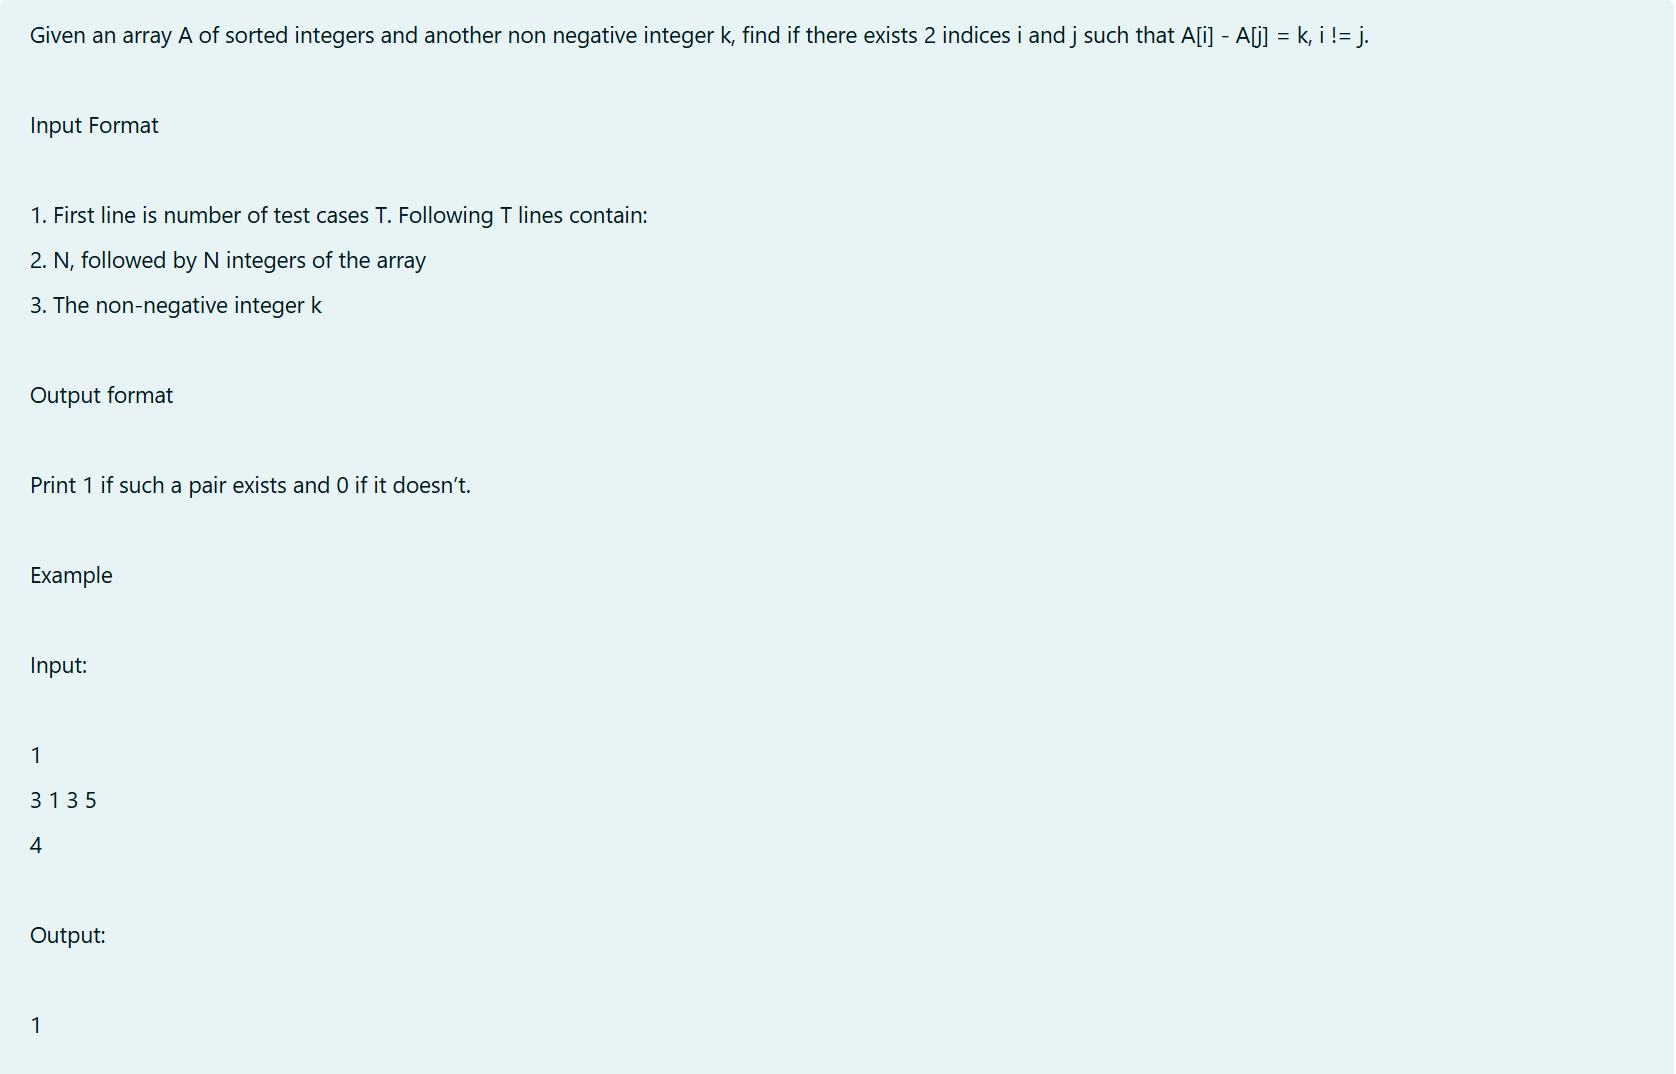 Given an array A of sorted integers and another non negative integer k, find if there exists 2 indices i and j such that A[i] - A[j] = k, i != j.
Input Format
1. First line is number of test cases T. Following T lines contain:
2. N, followed by N integers of the array
3. The non-negative integer k
Output format
Print 1 if such a pair exists and 0 if it doesn’t.
Example
Input:
1
3 1 3 5
4
Output:
1